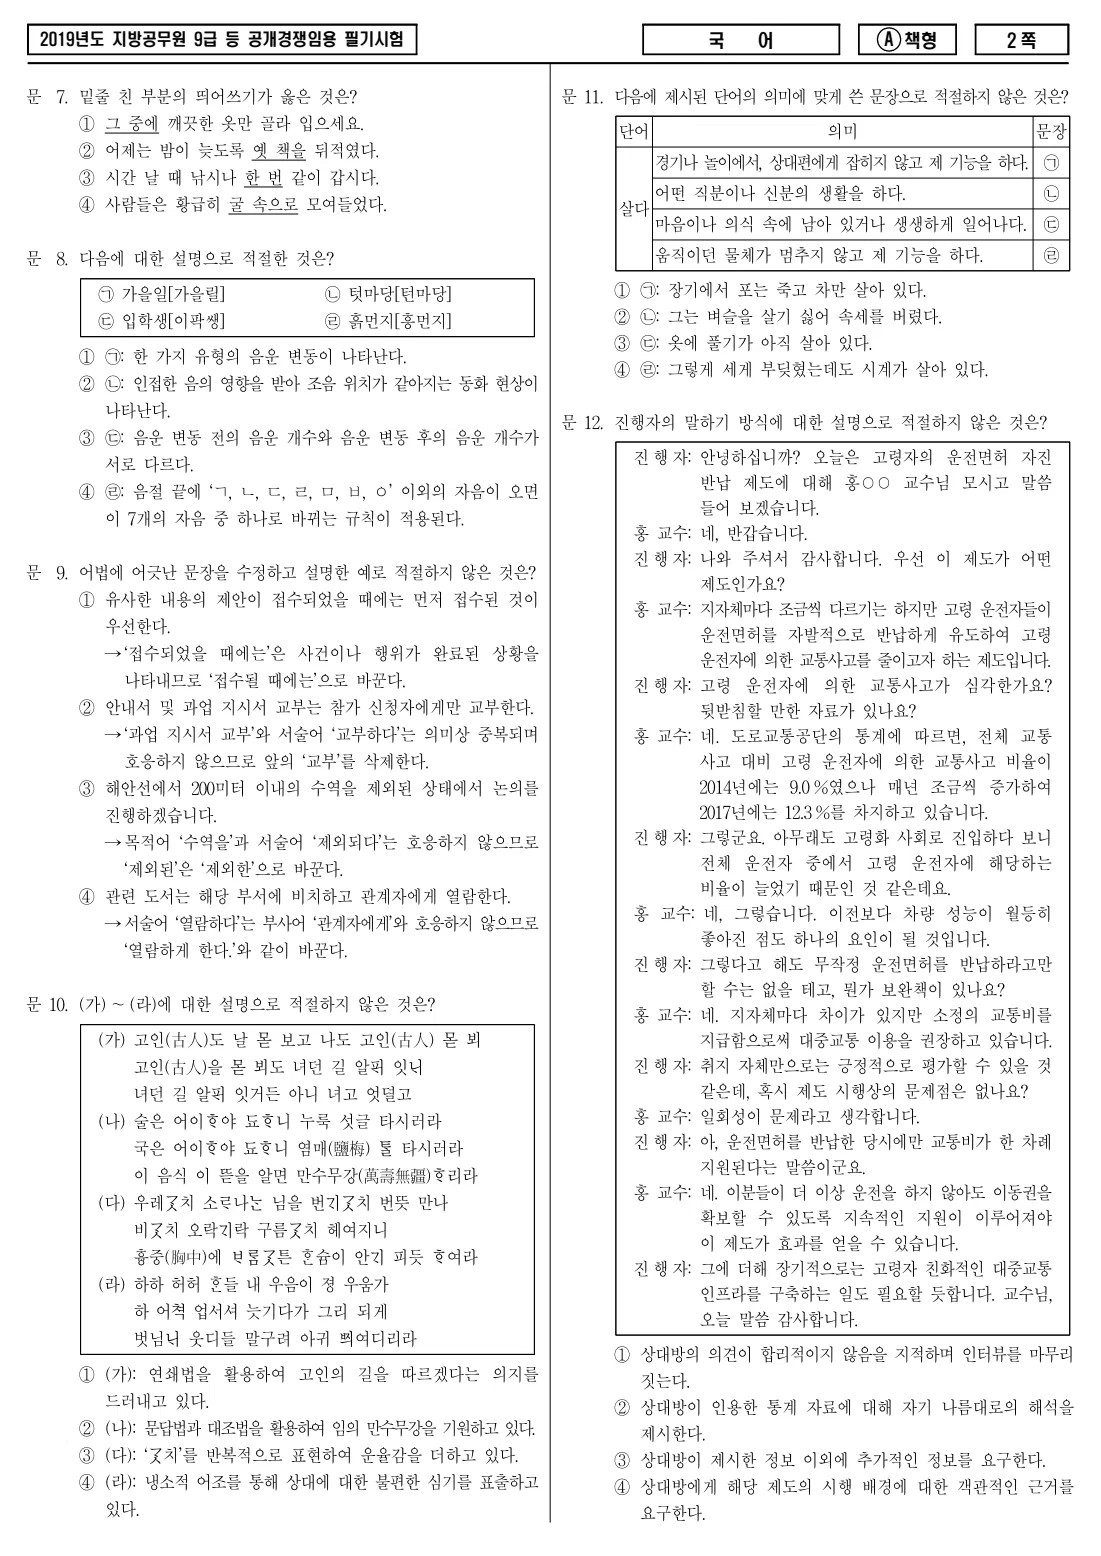 2019년도 지방공무원 9급 등 공개경쟁임용 필기시험
국 어
Ⓐ 책형
2 쪽
문 7. 밑줄 친 부분의 띄어쓰기가 옳은 것은?
① 그 중에 깨끗한 옷만 골라 입으세요.
② 어제는 밤이 늦도록 옛 책을 뒤적였다.
③ 시간 날 때 낚시나 한 번 같이 갑시다.
④ 사람들은 황급히 굴 속으로 모여들었다.
문 8. 다음에 대한 설명으로 적절한 것은?
㉠ 가을일[가을릴] ㉡ 텃마당[턴마당]
㉢ 입학생[이팍쌩] ㉣ 흙먼지[흥먼지]
① ㉠: 한 가지 유형의 음운 변동이 나타난다.
② ㉡: 인접한 음의 영향을 받아 조음 위치가 같아지는 동화 현상이
나타난다.
③ ㉢: 음운 변동 전의 음운 개수와 음운 변동 후의 음운 개수가
서로 다르다.
④ ㉣: 음절 끝에 ‘ㄱ, ㄴ, ㄷ, ㄹ, ㅁ, ㅂ, ㅇ’ 이외의 자음이 오면
이 7개의 자음 중 하나로 바뀌는 규칙이 적용된다.
문 9. 어법에 어긋난 문장을 수정하고 설명한 예로 적절하지 않은 것은?
① 유사한 내용의 제안이 접수되었을 때에는 먼저 접수된 것이
우선한다.
→‘접수되었을 때에는’은 사건이나 행위가 완료된 상황을
나타내므로 ‘접수될 때에는’으로 바꾼다.
② 안내서 및 과업 지시서 교부는 참가 신청자에게만 교부한다.
→‘과업 지시서 교부’와 서술어 ‘교부하다’는 의미상 중복되며
호응하지 않으므로 앞의 ‘교부’를 삭제한다.
③ 해안선에서 200미터 이내의 수역을 제외된 상태에서 논의를
진행하겠습니다.
→목적어 ‘수역을’과 서술어 ‘제외되다’는 호응하지 않으므로
‘제외된’은 ‘제외한’으로 바꾼다.
④ 관련 도서는 해당 부서에 비치하고 관계자에게 열람한다.
→서술어 ‘열람하다’는 부사어 ‘관계자에게’와 호응하지 않으므로
‘열람하게 한다.’와 같이 바꾼다.
문 10. (가) ~ (라)에 대한 설명으로 적절하지 않은 것은?
(가) 고인(古人)도 날 몯 보고 나도 고인(古人) 몯 뵈
고인(古人)을 몯 뵈도 녀던 길 알픠 잇닉
녀던 길 알픠 잇거든 아니 녀고 엇뎔고
(나) 술은 어이ᄒᆞ야 됴ᄒᆞ니 누룩 섯글 타시러라
국은 어이ᄒᆞ야 됴ᄒᆞ니 염매(鹽梅) ᄐᆞᆯ 타시러라
이 음식 이 뜯을 알면 만수무강(萬壽無疆)ᄒᆞ리라
(다) 우레ᄀᆞ치 소ᄅᆞ나ᄂᆞᆫ 님을 번ᄀᆡᄀᆞ치 번뜻 만나
비ᄀᆞ치 오락ᄀᆡ락 구름ᄀᆞ치 헤여지니
흉중(胸中)에 ᄇᆞᄅᆞᆷᄀᆞ튼 ᄒᆞᆫ슘이 안ᄀᆡ 피듯 ᄒᆞ여라
(라) 하하 허허 ᄒᆞᆫ들 내 우음이 졍 우움가
하 어쳑 업서셔 늣기다가 그리 되게
벗님ᄂᆡ 웃디들 말구려 아귀 ᄧᅴ여디리라
① (가): 연쇄법을 활용하여 고인의 길을 따르겠다는 의지를
드러내고 있다.
② (나): 문답법과 대조법을 활용하여 임의 만수무강을 기원하고 있다.
③ (다): ‘ᄀᆞ치’를 반복적으로 표현하여 운율감을 더하고 있다.
④ (라): 냉소적 어조를 통해 상대에 대한 불편한 심기를 표출하고
있다.
문 11. 다음에 제시된 단어의 의미에 맞게 쓴 문장으로 적절하지 않은 것은?
단어 의미 문장
살다
경기나 놀이에서, 상대편에게 잡히지 않고 제 기능을 하다. ㉠
어떤 직분이나 신분의 생활을 하다. ㉡
마음이나 의식 속에 남아 있거나 생생하게 일어나다. ㉢
움직이던 물체가 멈추지 않고 제 기능을 하다. ㉣
① ㉠: 장기에서 포는 죽고 차만 살아 있다.
② ㉡: 그는 벼슬을 살기 싫어 속세를 버렸다.
③ ㉢: 옷에 풀기가 아직 살아 있다.
④ ㉣: 그렇게 세게 부딪혔는데도 시계가 살아 있다.
문 12. 진행자의 말하기 방식에 대한 설명으로 적절하지 않은 것은?
진 행 자: 안녕하십니까? 오늘은 고령자의 운전면허 자진
반납 제도에 대해 홍○○ 교수님 모시고 말씀
들어 보겠습니다.
홍 교수: 네, 반갑습니다.
진 행 자: 나와 주셔서 감사합니다. 우선 이 제도가 어떤
제도인가요?
홍 교수: 지자체마다 조금씩 다르기는 하지만 고령 운전자들이
운전면허를 자발적으로 반납하게 유도하여 고령
운전자에 의한 교통사고를 줄이고자 하는 제도입니다.
진 행 자: 고령 운전자에 의한 교통사고가 심각한가요?
뒷받침할 만한 자료가 있나요?
홍 교수: 네. 도로교통공단의 통계에 따르면, 전체 교통
사고 대비 고령 운전자에 의한 교통사고 비율이
2014년에는 9.0 %였으나 매년 조금씩 증가하여
2017년에는 12.3 %를 차지하고 있습니다.
진 행 자: 그렇군요. 아무래도 고령화 사회로 진입하다 보니
전체 운전자 중에서 고령 운전자에 해당하는
비율이 늘었기 때문인 것 같은데요.
홍 교수: 네, 그렇습니다. 이전보다 차량 성능이 월등히
좋아진 점도 하나의 요인이 될 것입니다.
진 행 자: 그렇다고 해도 무작정 운전면허를 반납하라고만
할 수는 없을 테고, 뭔가 보완책이 있나요?
홍 교수: 네. 지자체마다 차이가 있지만 소정의 교통비를
지급함으로써 대중교통 이용을 권장하고 있습니다.
진 행 자: 취지 자체만으로는 긍정적으로 평가할 수 있을 것
같은데, 혹시 제도 시행상의 문제점은 없나요?
홍 교수: 일회성이 문제라고 생각합니다.
진 행 자: 아, 운전면허를 반납한 당시에만 교통비가 한 차례
지원된다는 말씀이군요.
홍 교수: 네. 이분들이 더 이상 운전을 하지 않아도 이동권을
확보할 수 있도록 지속적인 지원이 이루어져야
이 제도가 효과를 얻을 수 있습니다.
진 행 자: 그에 더해 장기적으로는 고령자 친화적인 대중교통
인프라를 구축하는 일도 필요할 듯합니다. 교수님,
오늘 말씀 감사합니다.
① 상대방의 의견이 합리적이지 않음을 지적하며 인터뷰를 마무리
짓는다.
② 상대방이 인용한 통계 자료에 대해 자기 나름대로의 해석을
제시한다.
③ 상대방이 제시한 정보 이외에 추가적인 정보를 요구한다.
④ 상대방에게 해당 제도의 시행 배경에 대한 객관적인 근거를
요구한다.